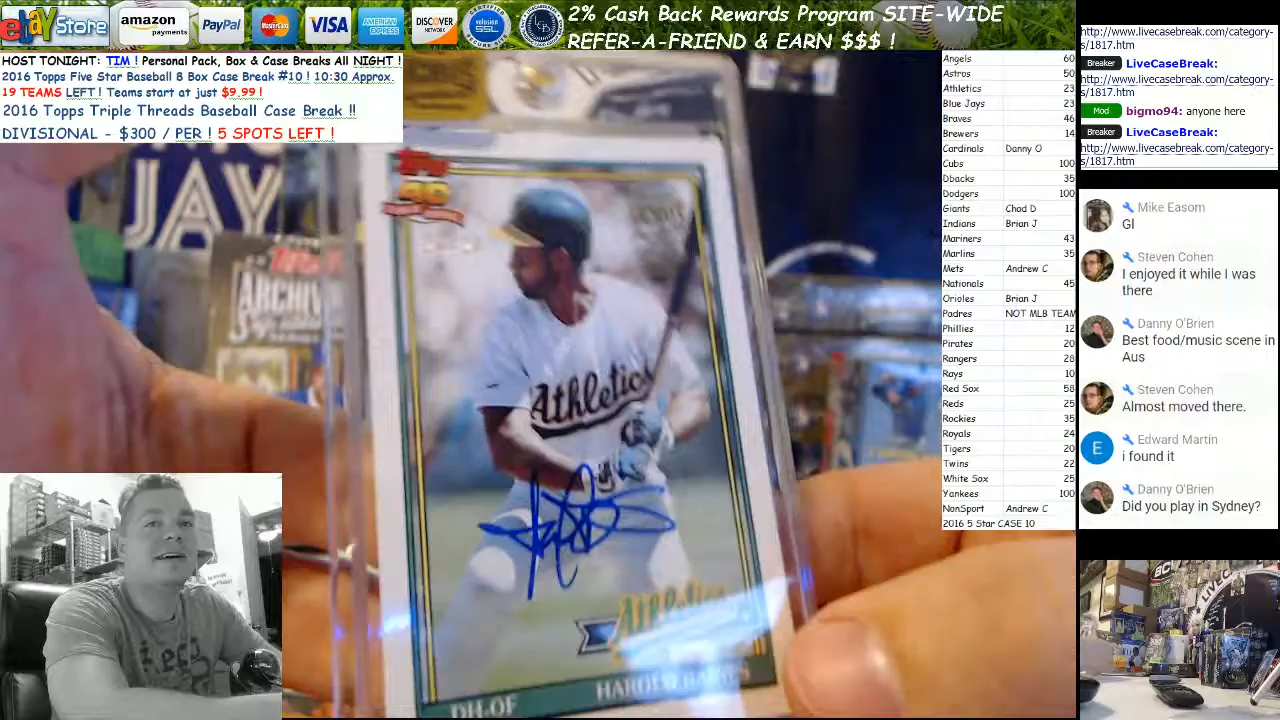 ebay Store
amazon payments
PayPal
MasterCard
VISA
AMERICAN EXPRESS
DISCOVER NETWORK
volusion SSL
2% Cash Back Rewards Program SITE-WIDE
REFER-A-FRIEND & EARN $$$ !
HOST TONIGHT: TIM ! Personal Pack, Box & Case Breaks All NIGHT !
2016 Topps Five Star Baseball 8 Box Case Break #10 ! 10:30 Approx.
19 TEAMS LEFT ! Teams start at just $9.99 !
2016 Topps Triple Threads Baseball Case Break !!
DIVISIONAL - $300 / PER ! 5 SPOTS LEFT !
JAY
Topps
40
Athletics
Athletics
DH-OF
HAROLD BAINES
Angels 60
Astros 50
Athletics 23
Blue Jays 23
Braves 46
Brewers 14
Cardinals Danny O
Cubs 100
Dbacks 35
Dodgers 100
Giants Chad D
Indians Brian J
Mariners 43
Marlins 35
Mets Andrew C
Nationals 45
Orioles Brian J
Padres NOT MLB TEAM
Phillies 12
Pirates 20
Rangers 28
Rays 10
Red Sox 58
Reds 25
Rockies 35
Royals 24
Tigers 20
Twins 22
White Sox 25
Yankees 100
NonSport Andrew C
2016 5 Star CASE 10
http://www.livecasebreak.com/category-
s/1817.htm
Breaker LiveCaseBreak:
http://www.livecasebreak.com/category-
s/1817.htm
Mod bigmo94: anyone here
Breaker LiveCaseBreak:
http://www.livecasebreak.com/category-
s/1817.htm
Mike Easom
Gl
Steven Cohen
I enjoyed it while I was
there
Danny O'Brien
Best food/music scene in
Aus
Steven Cohen
Almost moved there.
E
Edward Martin
i found it
Danny O'Brien
Did you play in Sydney?